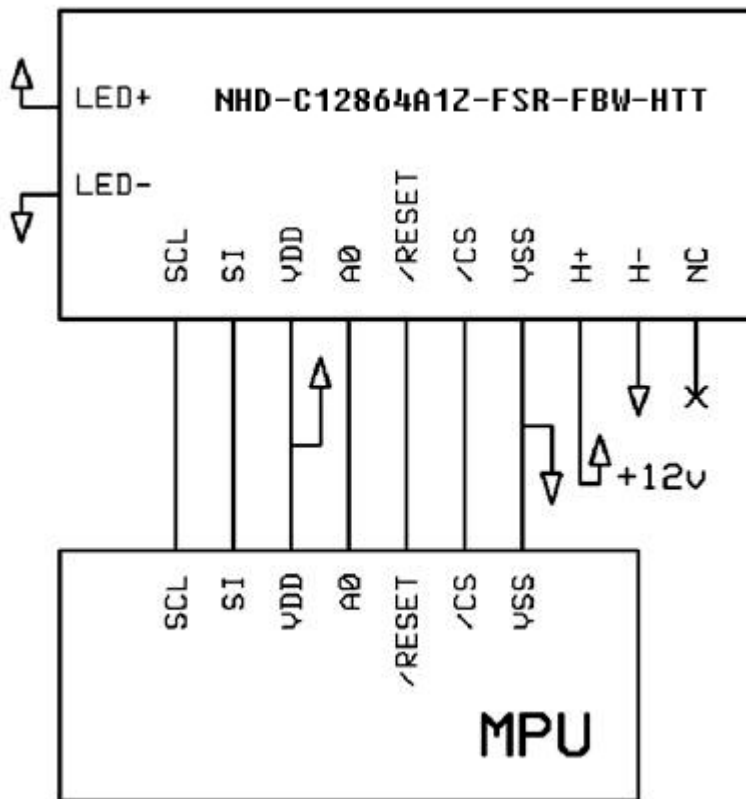 LED+ NHD-C12864A1Z-FSR-FBW-HTT
LED-
SCL
SI
VDD
A0
/RESET
/CS
VSS
H+
H-
NC
+12v
SCL
SI
VDD
A0
/RESET
/CS
VSS
MPU